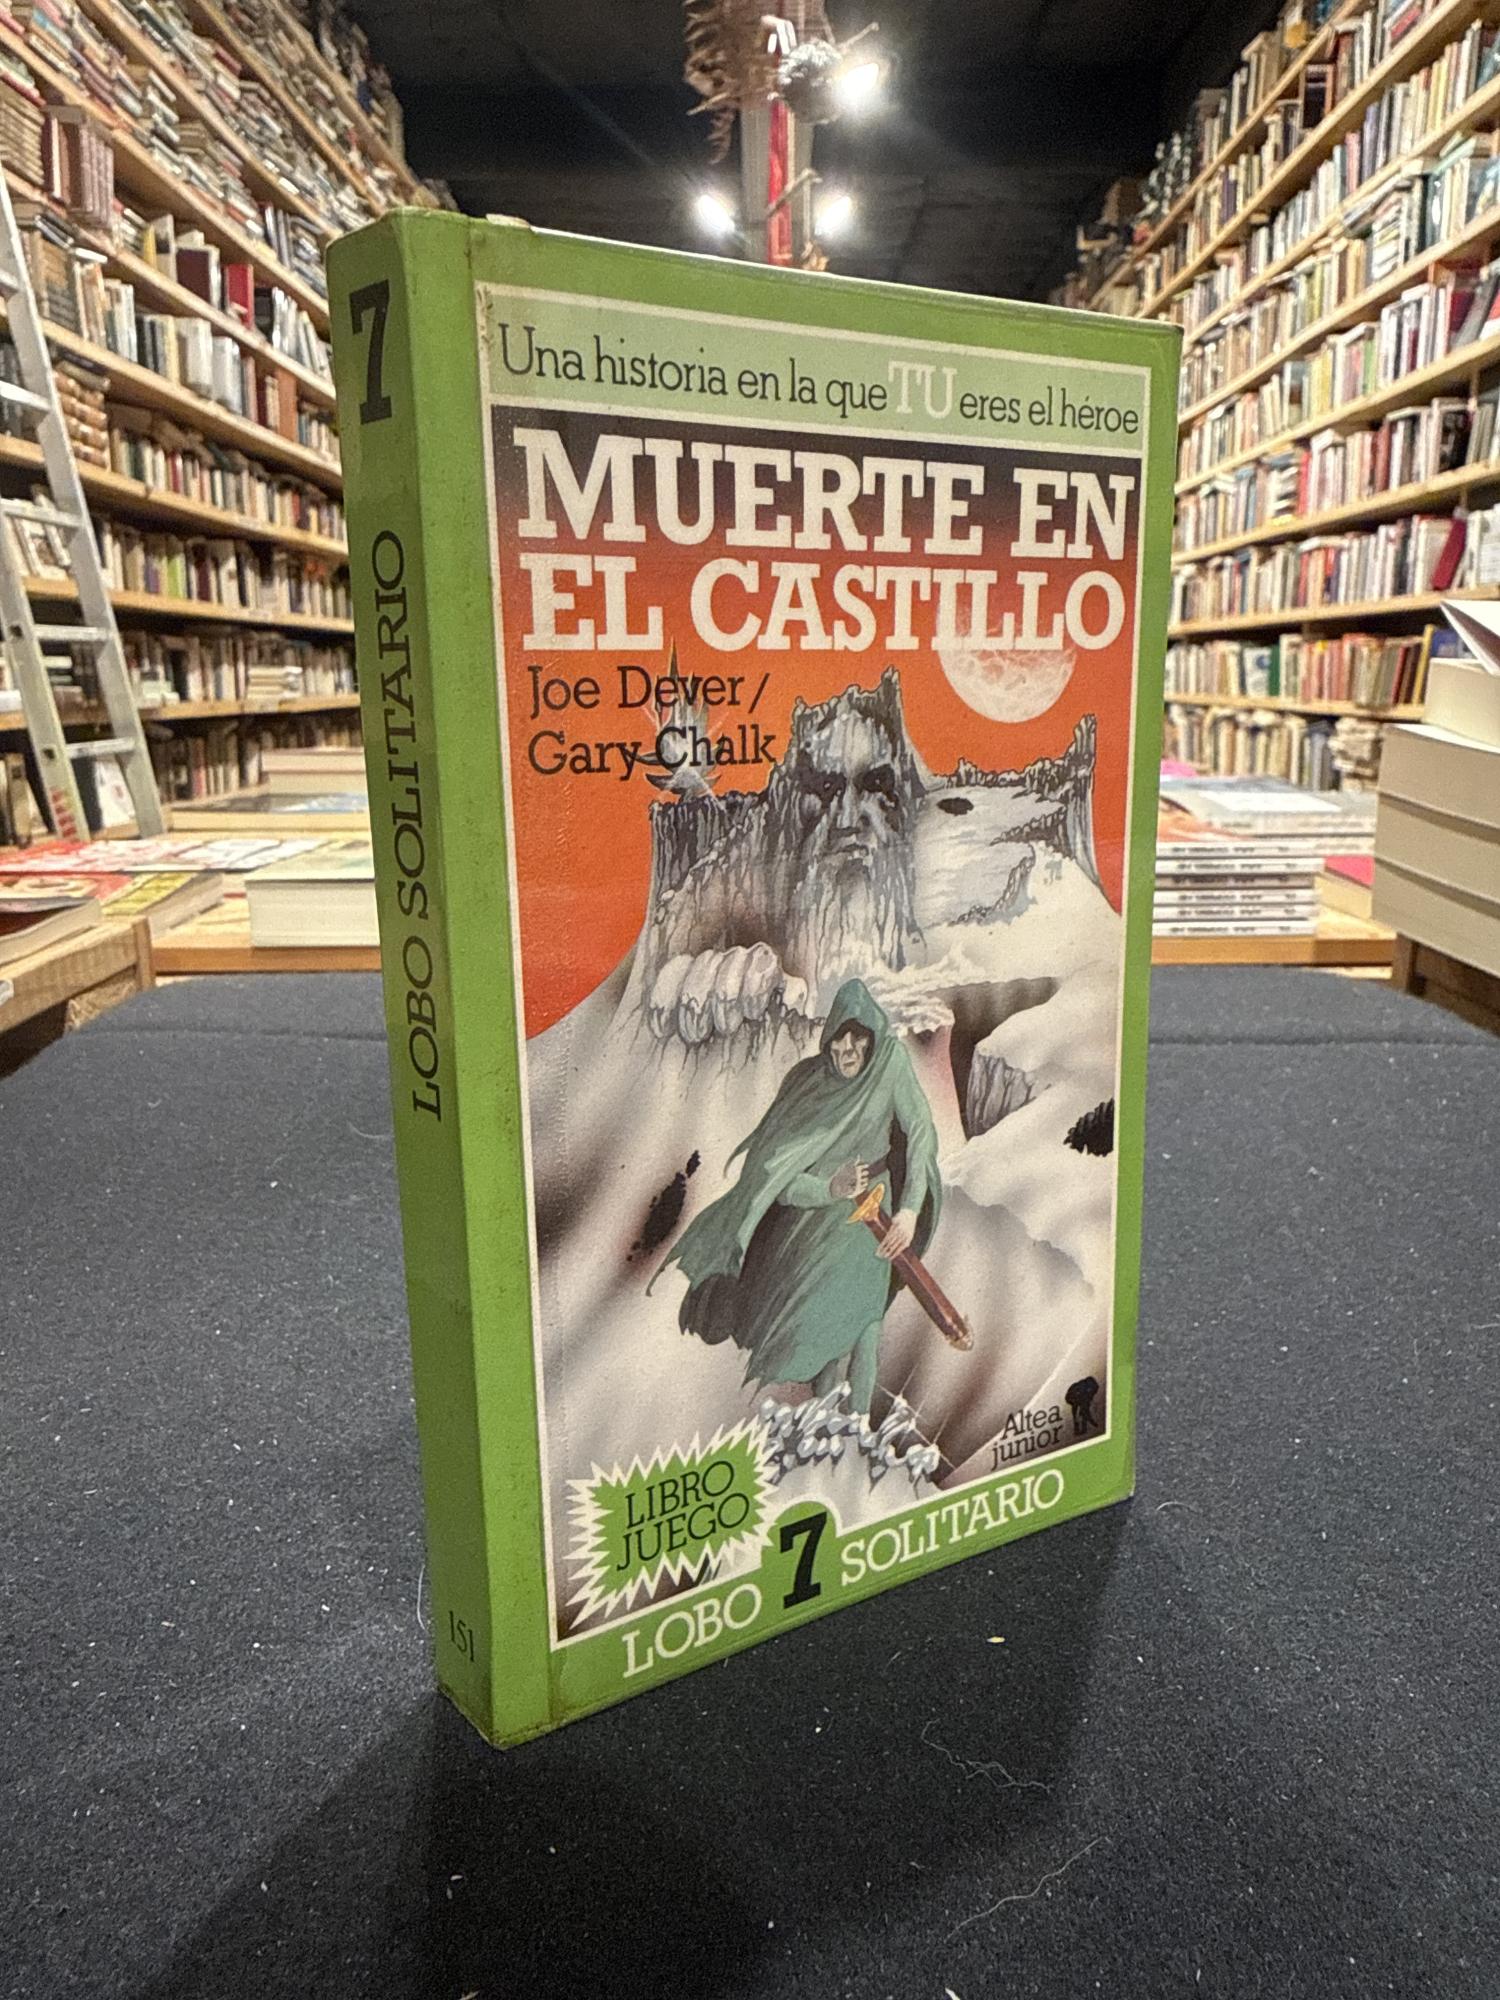 7
LOBO SOLITARIO
151
Una historia en la que TU eres el héroe
MUERTE EN
EL CASTILLO
Joe Dever/
Gary Chalk
Altea
junior
LIBRO
JUEGO
LOBO 7 SOLITARIO